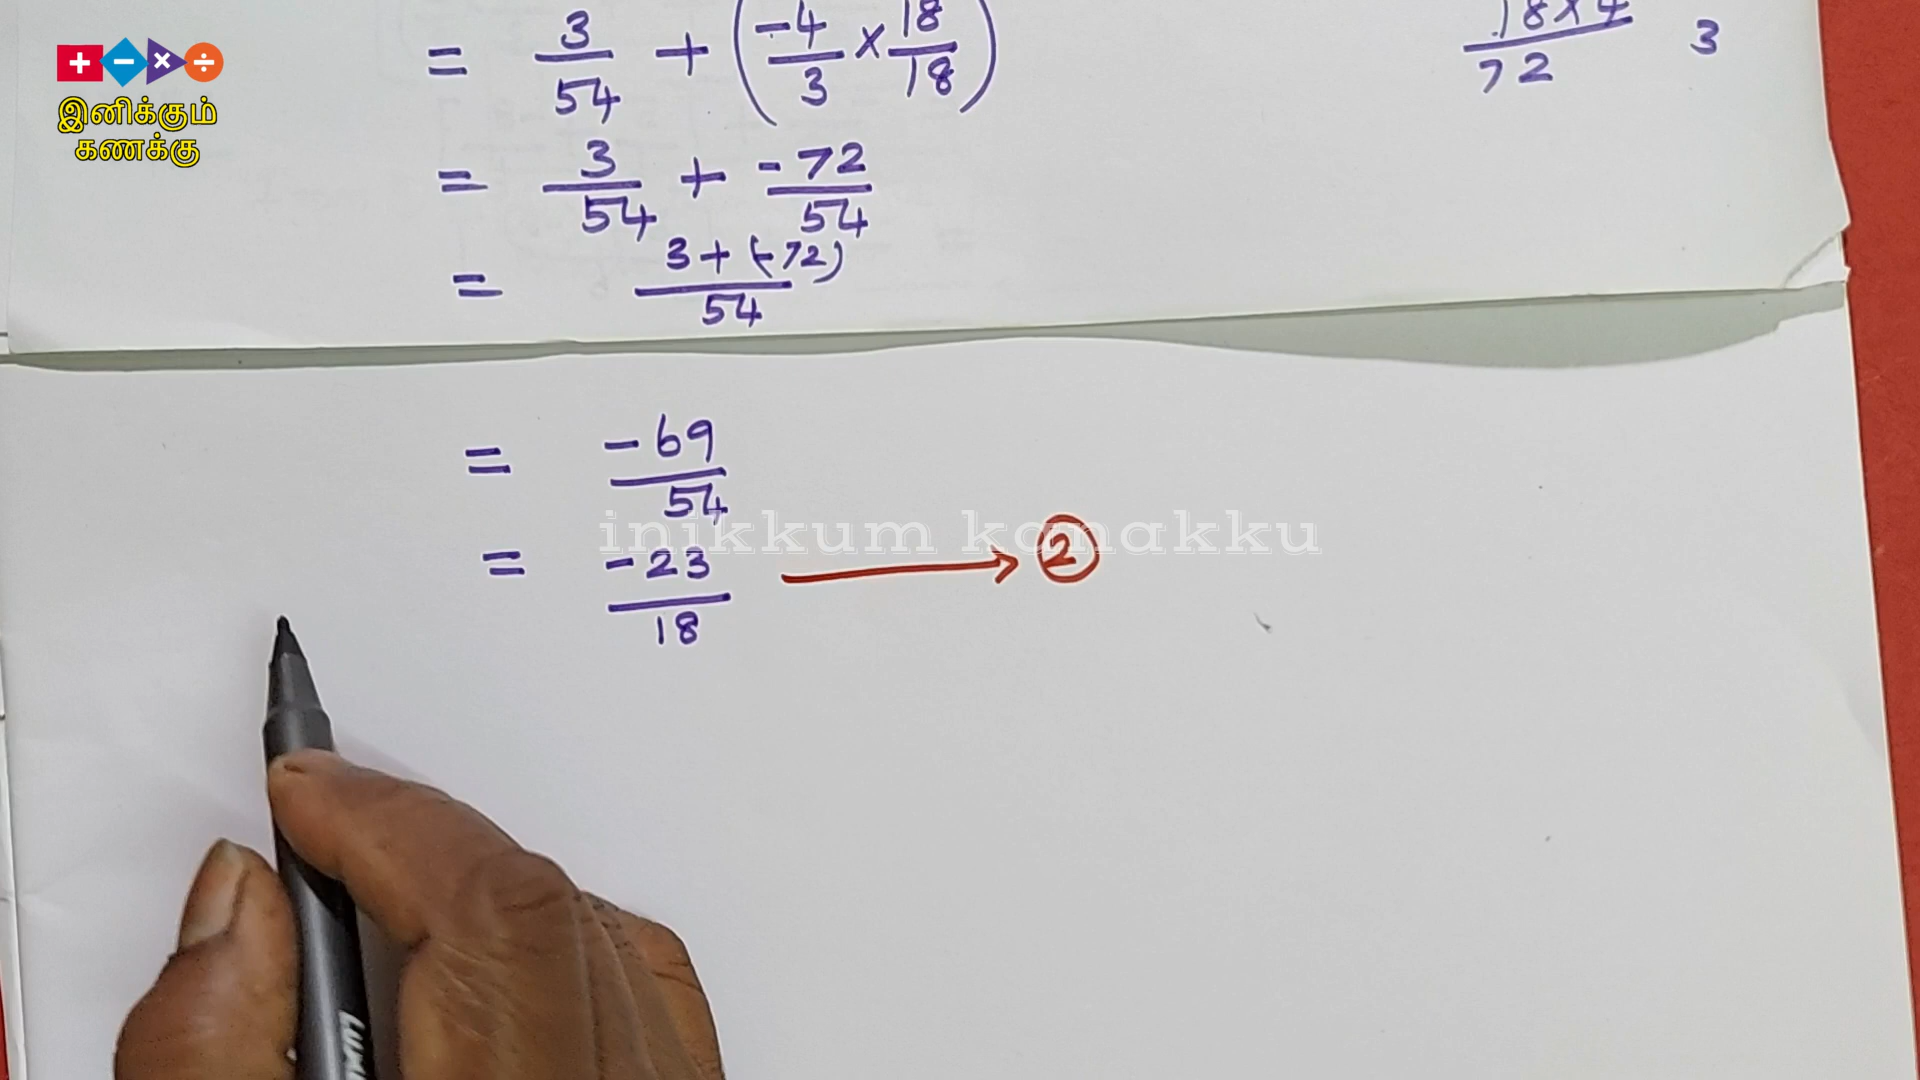 = 3/54 + (-4/3 × 18/18)
18×4
72
3
இனிக்கும்
கணக்கு
= 3/54 + -72/54
= 3+(-72)/54
= -69/54
inikkum kanakku
= -23/18 → ②